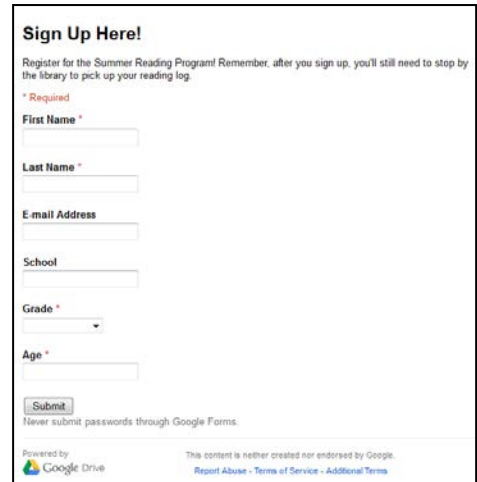 Sign Up Here!
Register for the Summer Reading Program! Remember, after you sign up, you'll still need to stop by
the library to pick up your reading log.
* Required
First Name *
Last Name *
E-mail Address
School
Grade *
Age *
Submit
Never submit passwords through Google Forms.
Powered by
Google Drive
This content is neither created nor endorsed by Google.
Report Abuse - Terms of Service - Additional Terms